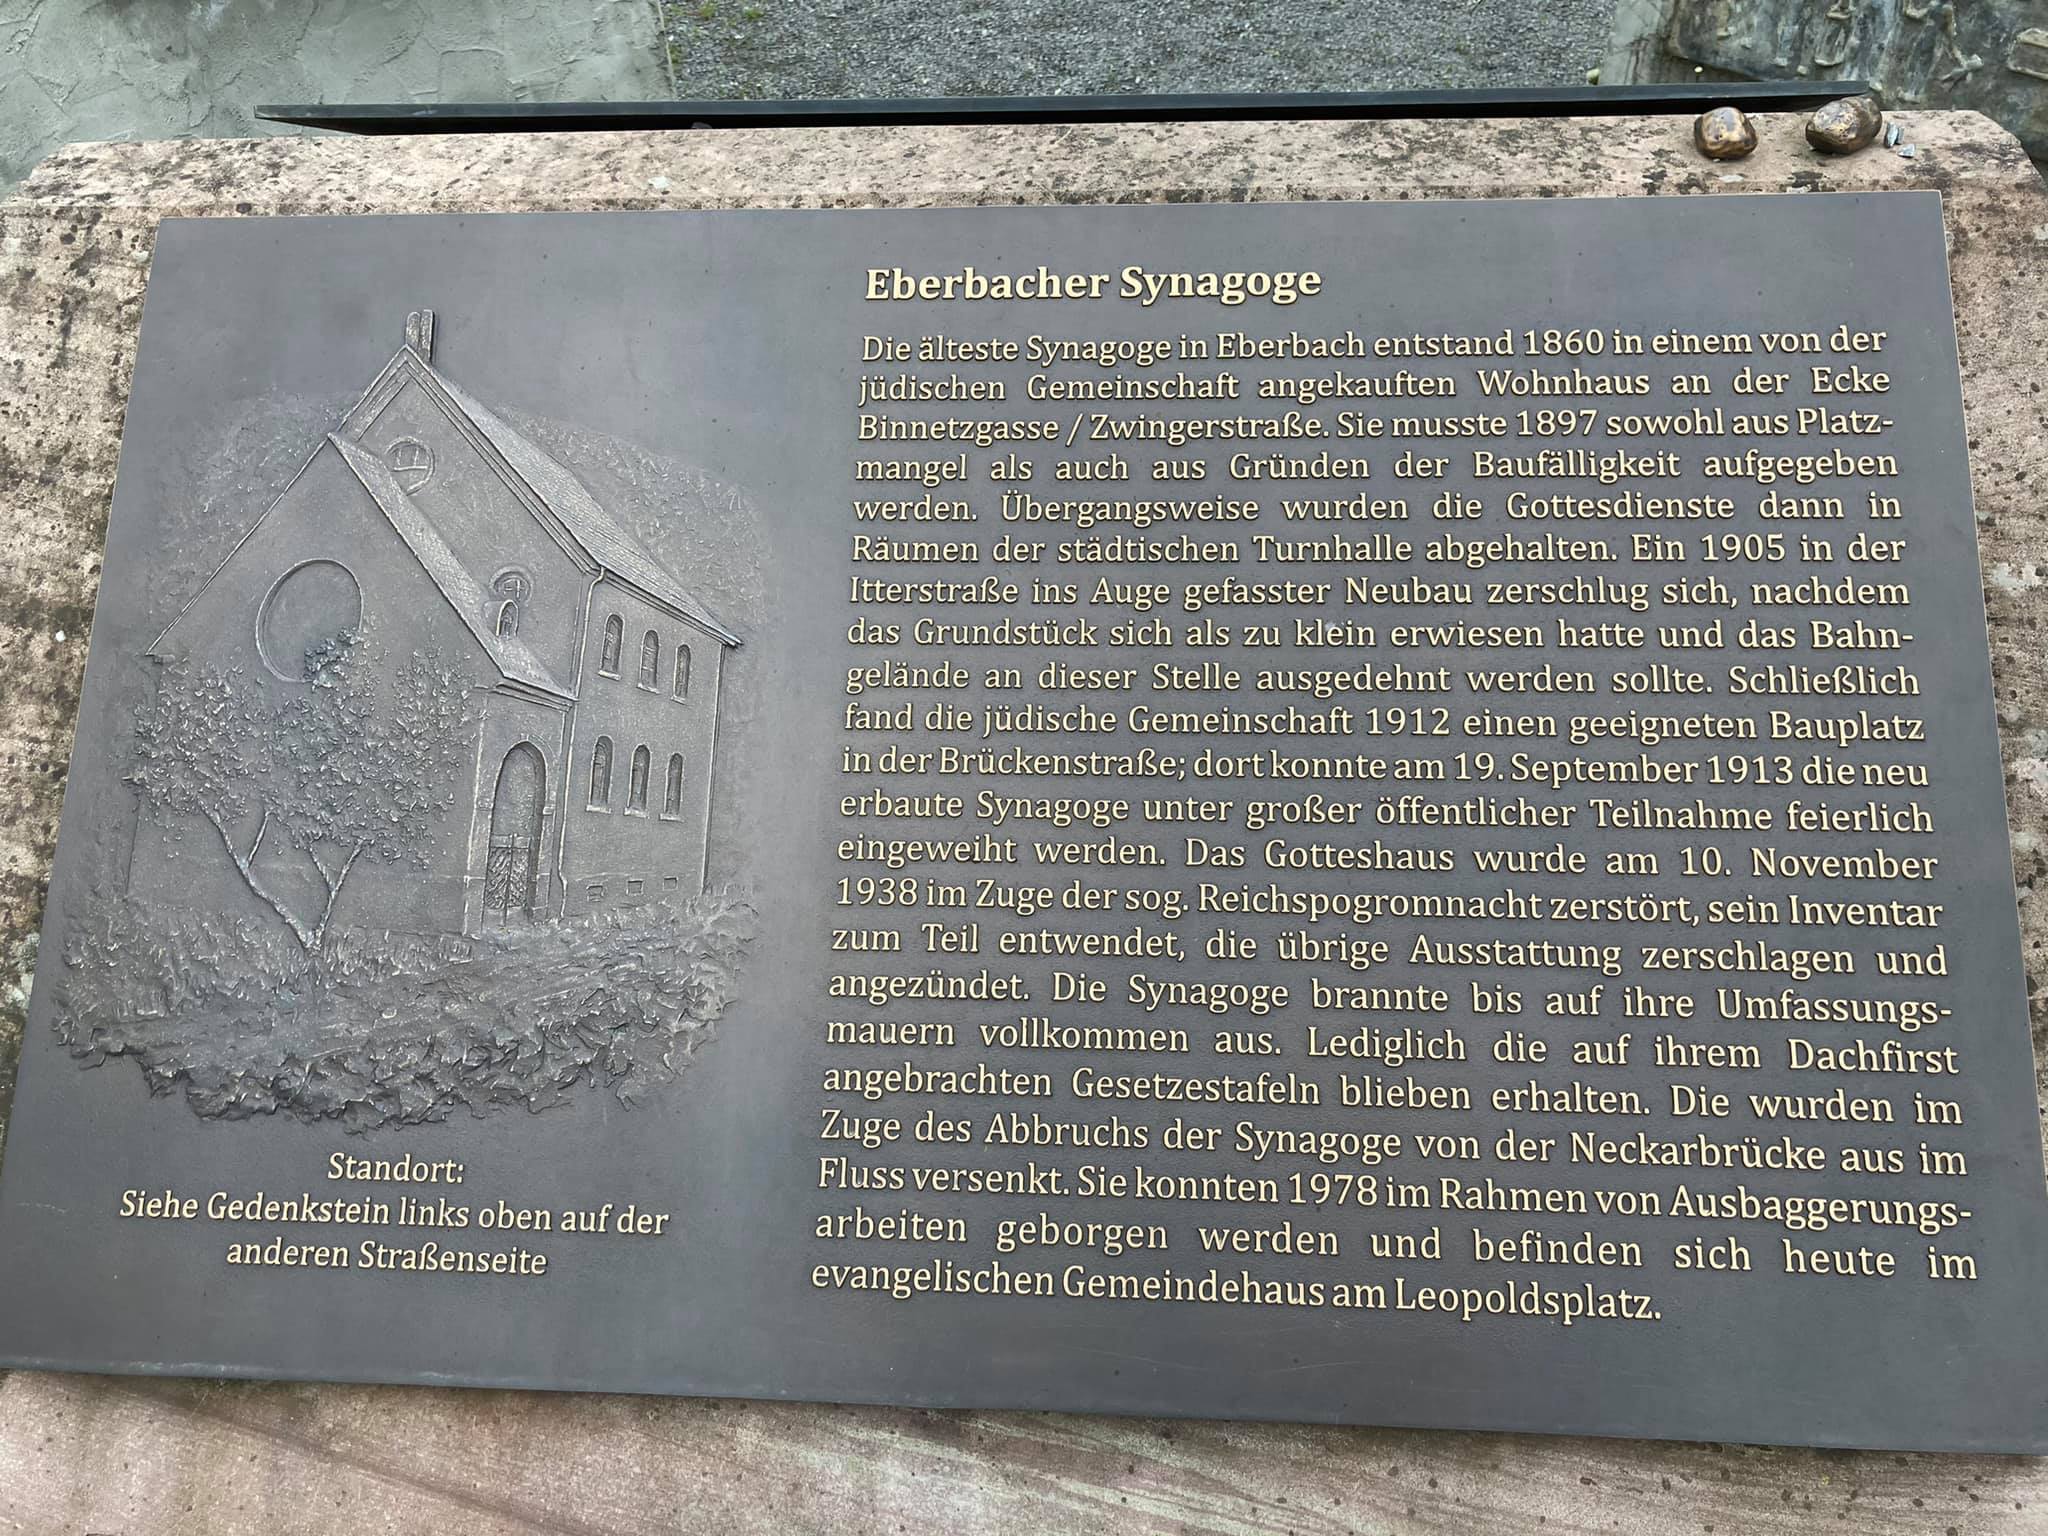 Eberbacher Synagoge
Die älteste Synagoge in Eberbach entstand 1860 in einem von der
jüdischen Gemeinschaft angekauften Wohnhaus an der Ecke
Binnetzgasse / Zwingerstraße. Sie musste 1897 sowohl aus Platz-
mangel als auch aus Gründen der Baufälligkeit aufgegeben
werden. Übergangsweise wurden die Gottesdienste dann in
Räumen der städtischen Turnhalle abgehalten. Ein 1905 in der
Itterstraße ins Auge gefasster Neubau zerschlug sich, nachdem
das Grundstück sich als zu klein erwiesen hatte und das Bahn-
gelände an dieser Stelle ausgedehnt werden sollte. Schließlich
fand die jüdische Gemeinschaft 1912 einen geeigneten Bauplatz
in der Brückenstraße; dort konnte am 19. September 1913 die neu
erbaute Synagoge unter großer öffentlicher Teilnahme feierlich
eingeweiht werden. Das Gotteshaus wurde am 10. November
1938 im Zuge der sog. Reichspogromnacht zerstört, sein Inventar
zum Teil entwendet, die übrige Ausstattung zerschlagen und
angezündet. Die Synagoge brannte bis auf ihre Umfassungs-
mauern vollkommen aus. Lediglich die auf ihrem Dachfirst
angebrachten Gesetzestafeln blieben erhalten. Die wurden im
Zuge des Abbruchs der Synagoge von der Neckarbrücke aus im
Fluss versenkt. Sie konnten 1978 im Rahmen von Ausbaggerungs-
arbeiten geborgen werden und befinden sich heute im
evangelischen Gemeindehaus am Leopoldsplatz.
Standort:
Siehe Gedenkstein links oben auf der
anderen Straßenseite